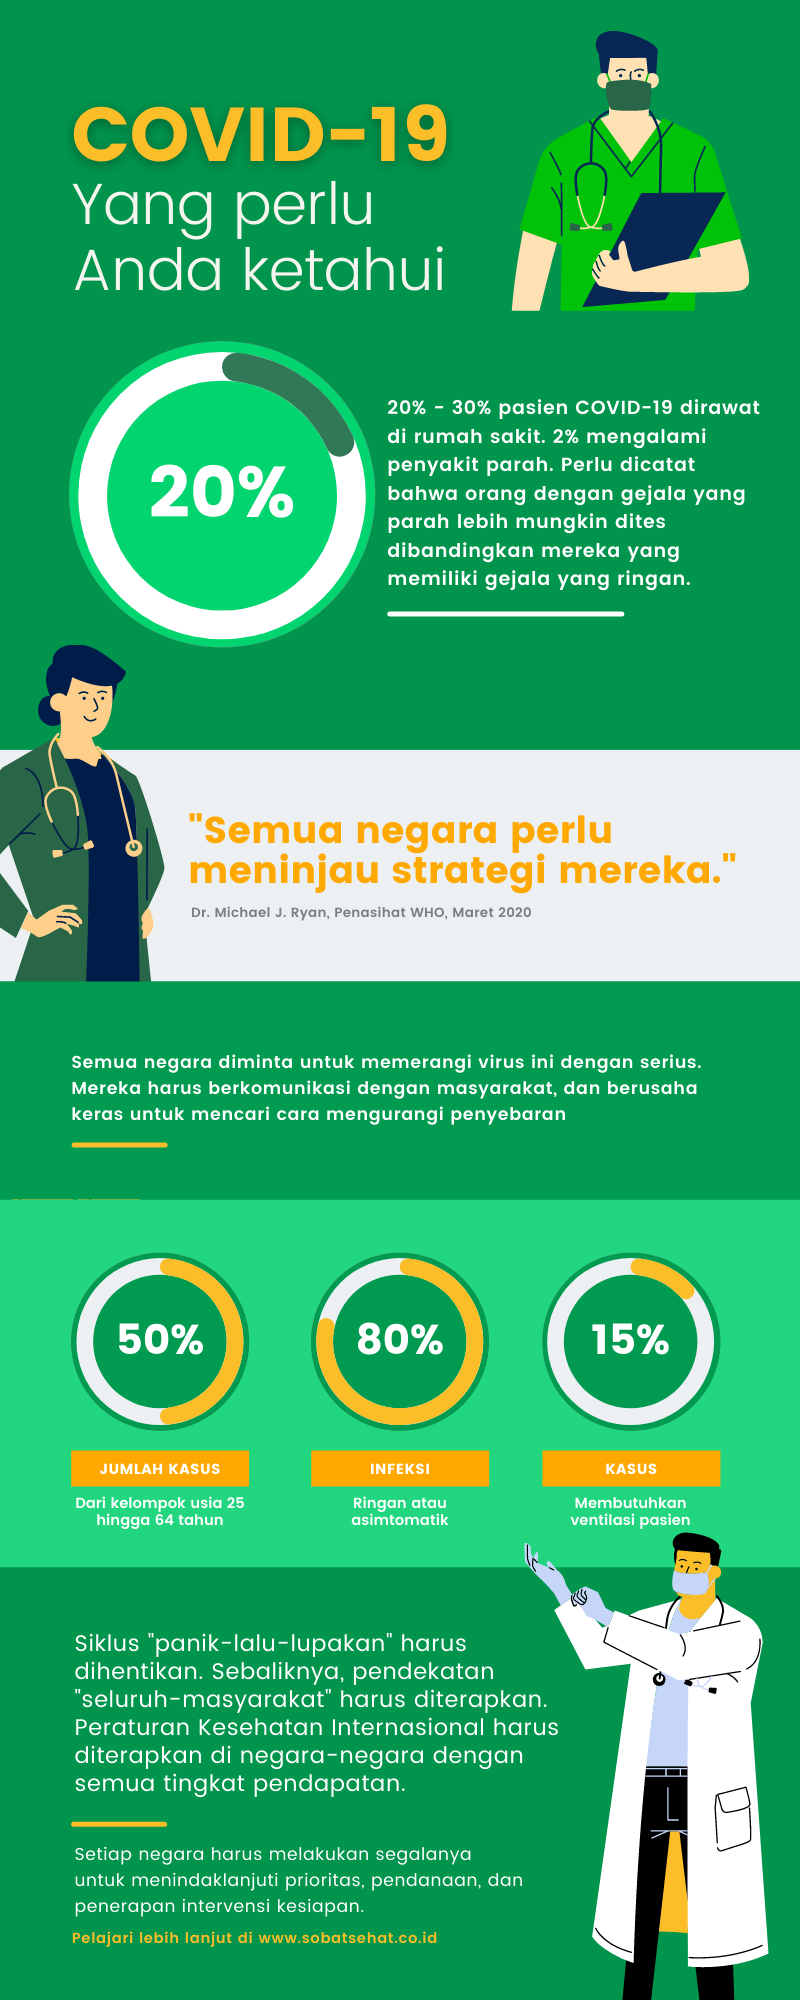 COVID-19
Yang perlu
Anda ketahui
20%
20% - 30% pasien COVID-19 dirawat
di rumah sakit. 2% mengalami
penyakit parah. Perlu dicatat
bahwa orang dengan gejala yang
parah lebih mungkin dites
dibandingkan mereka yang
memiliki gejala yang ringan.
"Semua negara perlu
meninjau strategi mereka."
Dr. Michael J. Ryan, Penasihat WHO, Maret 2020
Semua negara diminta untuk memerangi virus ini dengan serius.
Mereka harus berkomunikasi dengan masyarakat, dan berusaha
keras untuk mencari cara mengurangi penyebaran
50%
JUMLAH KASUS
Dari kelompok usia 25
hingga 64 tahun
80%
INFEKSI
Ringan atau
asimtomatik
15%
KASUS
Membutuhkan
ventilasi pasien
Siklus "panik-lalu-lupakan" harus
dihentikan. Sebaliknya, pendekatan
"seluruh-masyarakat" harus diterapkan.
Peraturan Kesehatan Internasional harus
diterapkan di negara-negara dengan
semua tingkat pendapatan.
Setiap negara harus melakukan segalanya
untuk menindaklanjuti prioritas, pendanaan, dan
penerapan intervensi kesiapan.
Pelajari lebih lanjut di www.sobatsehat.co.id